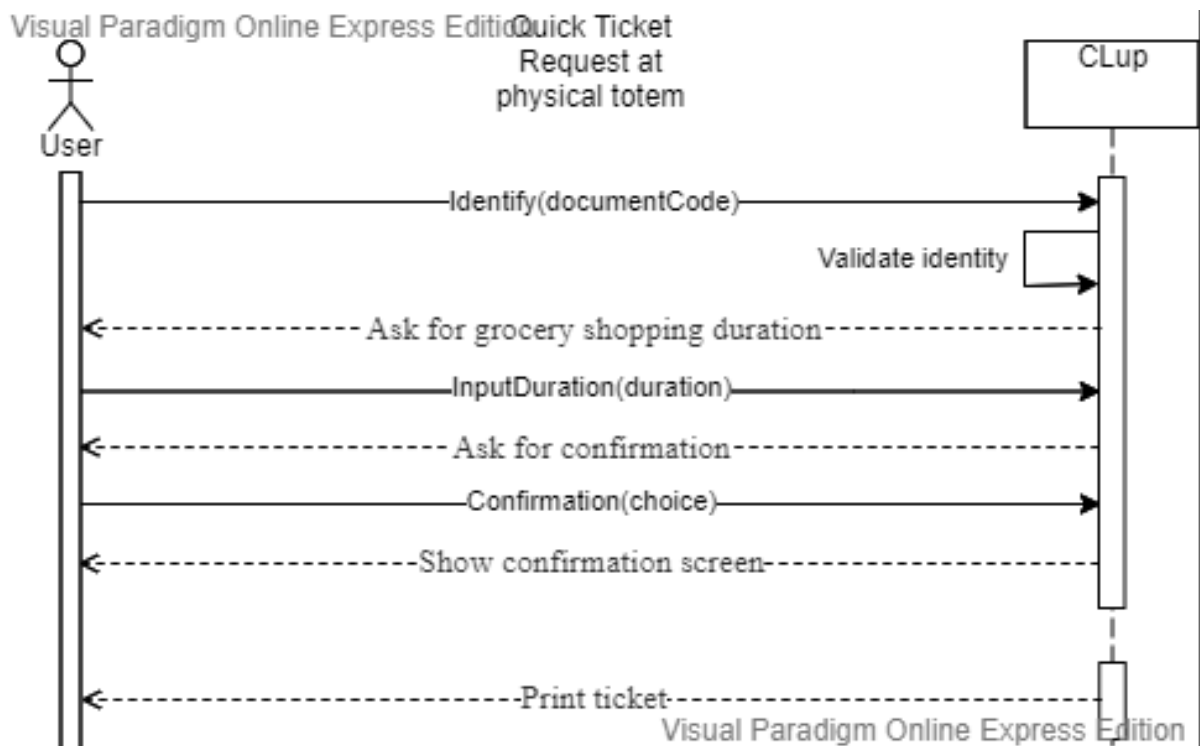 Visual Paradigm Online Express Edition
Quick Ticket
Request at
physical totem
CLup
User
Identify(documentCode)
Validate identity
Ask for grocery shopping duration
InputDuration(duration)
Ask for confirmation
Confirmation(choice)
Show confirmation screen
Print ticket
Visual Paradigm Online Express Edition